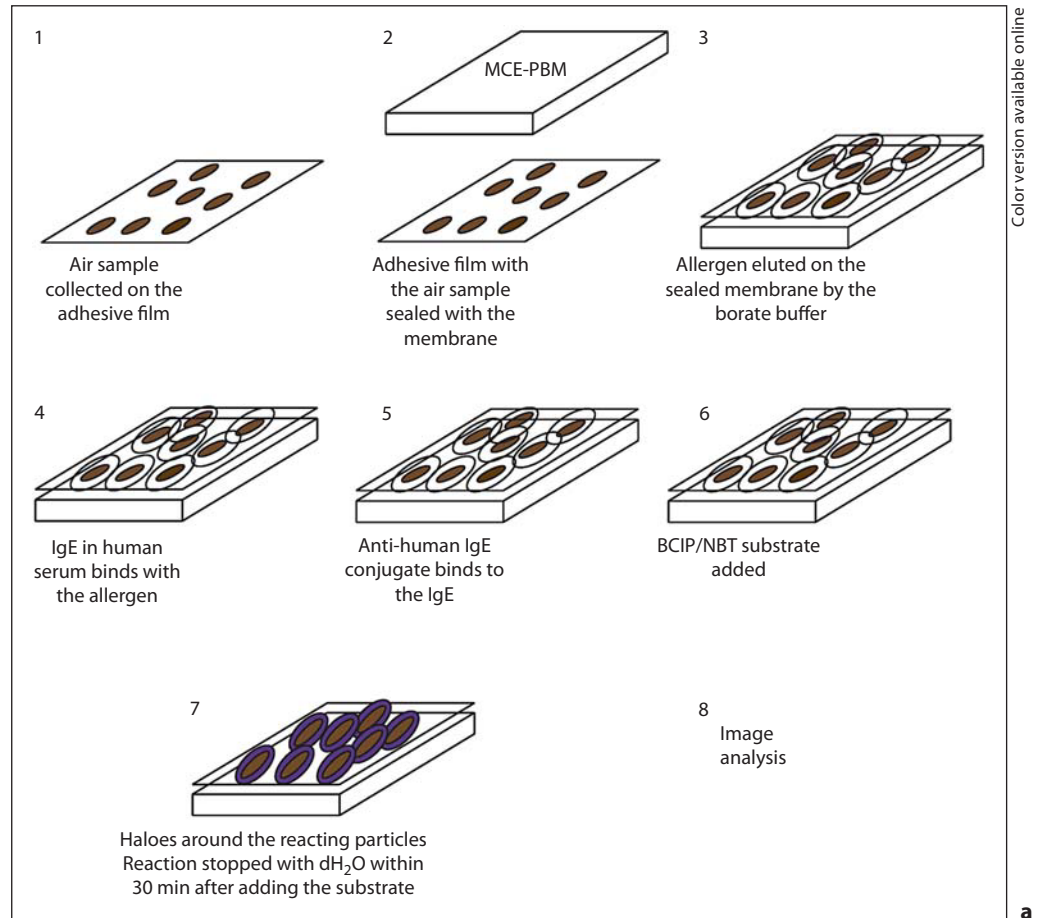 1
Air sample
collected on the
adhesive film
2
MCE-PBM
Adhesive film with
the air sample
sealed with the
membrane
3
Allergen eluted on the
sealed membrane by the
borate buffer
4
IgE in human
serum binds with
the allergen
5
Anti-human IgE
conjugate binds to
the IgE
6
BCIP/NBT substrate
added
7
Haloes around the reacting particles
Reaction stopped with dH₂O within
30 min after adding the substrate
8
Image
analysis
Color version available online
a